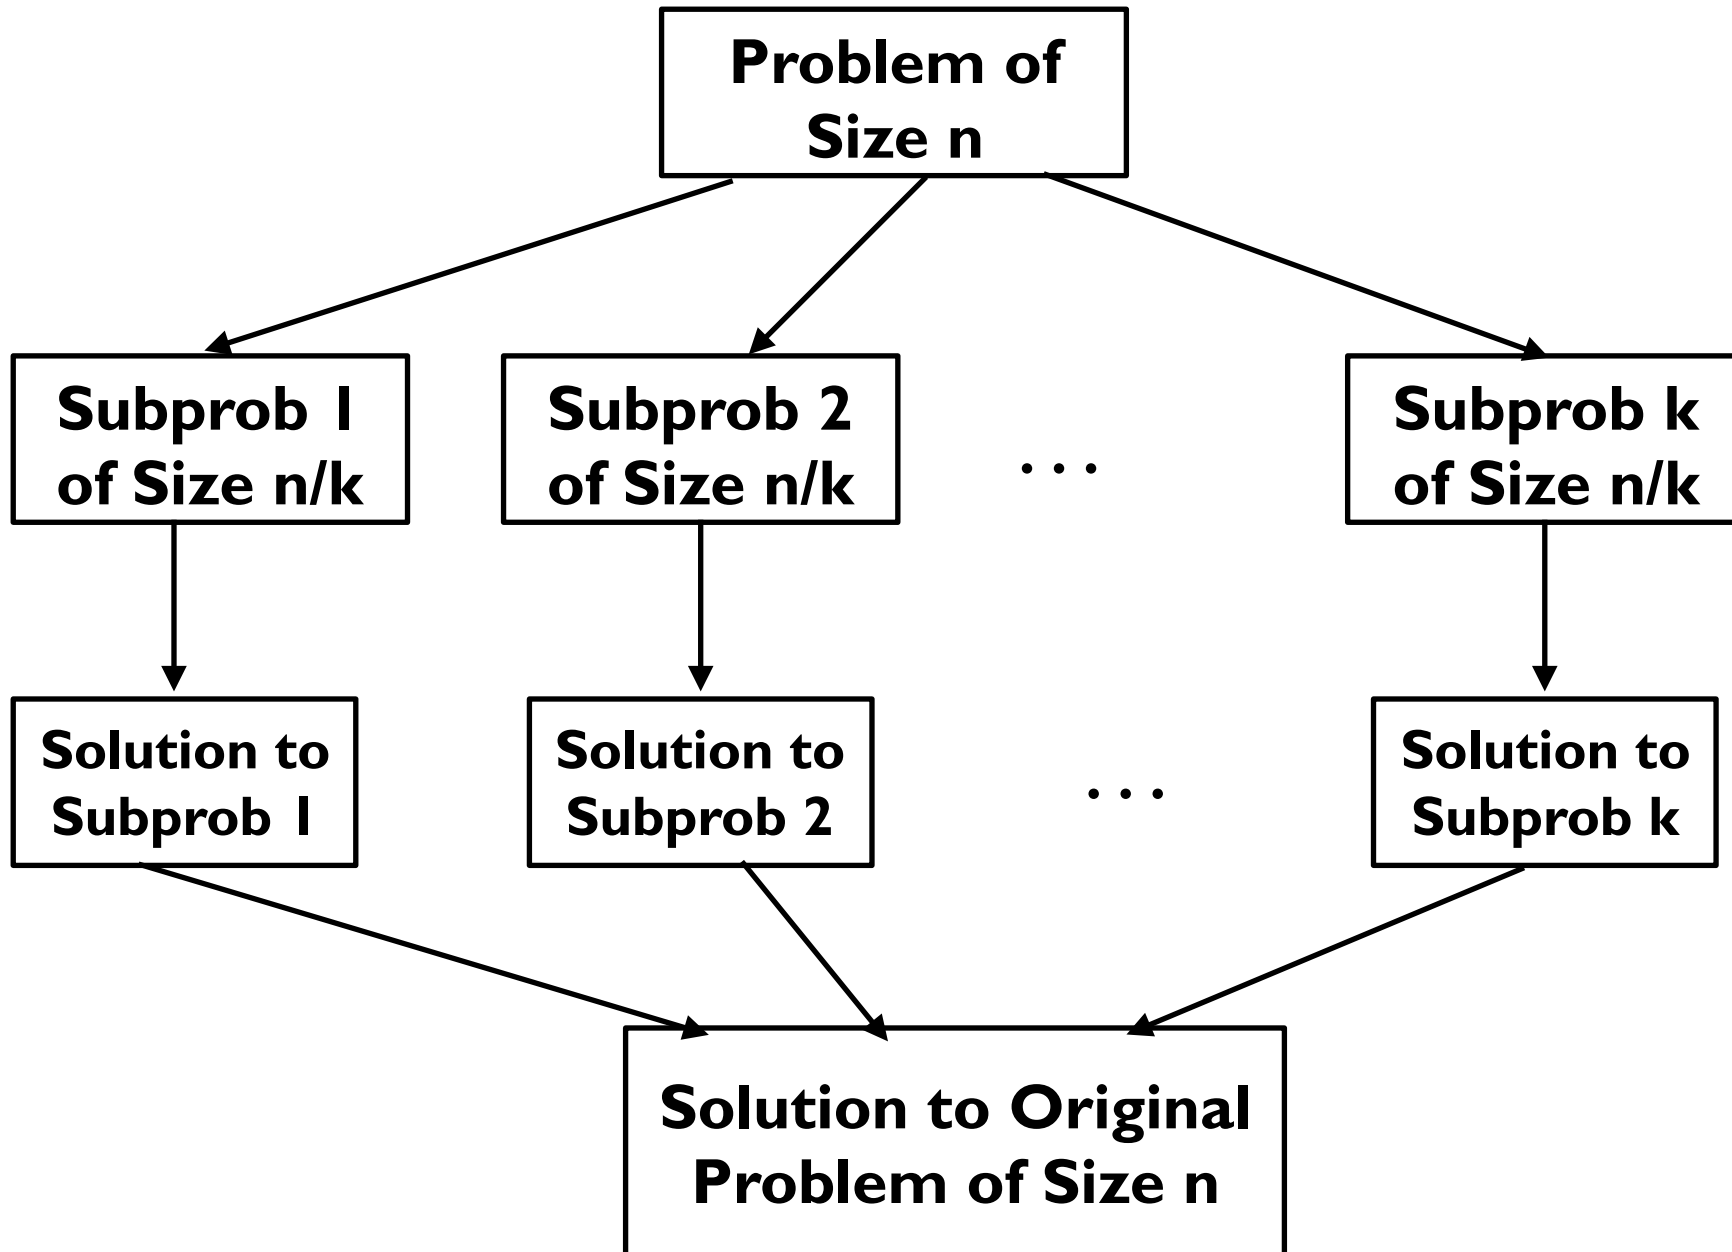 Problem of
Size n
Subprob 1
of Size n/k
Subprob 2
of Size n/k
...
Subprob k
of Size n/k
Solution to
Subprob 1
Solution to
Subprob 2
...
Solution to
Subprob k
Solution to Original
Problem of Size n